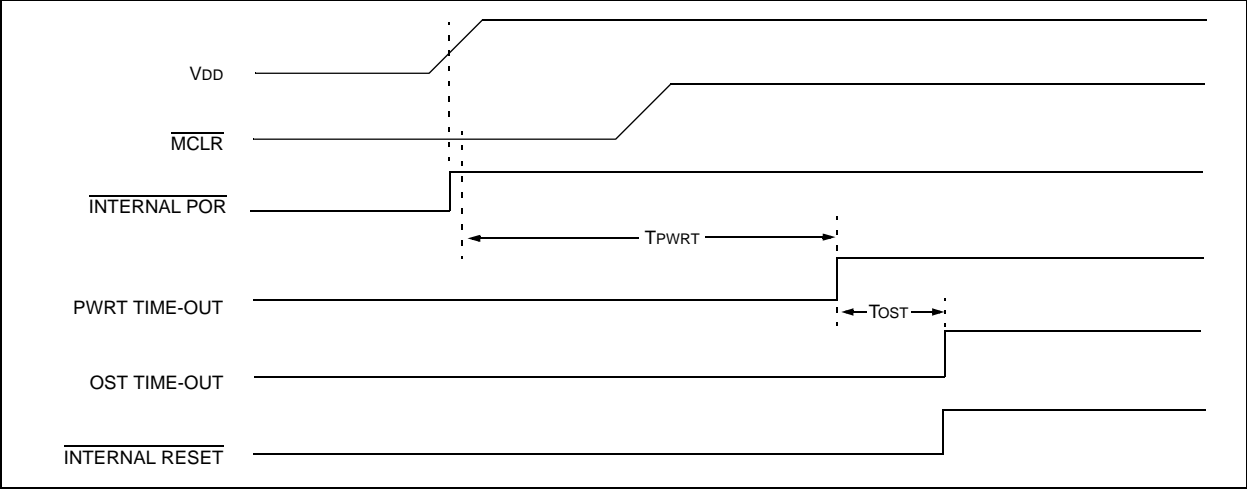 VDD
MCLR
INTERNAL POR
TPWRT
PWRT TIME-OUT
TOST
OST TIME-OUT
INTERNAL RESET